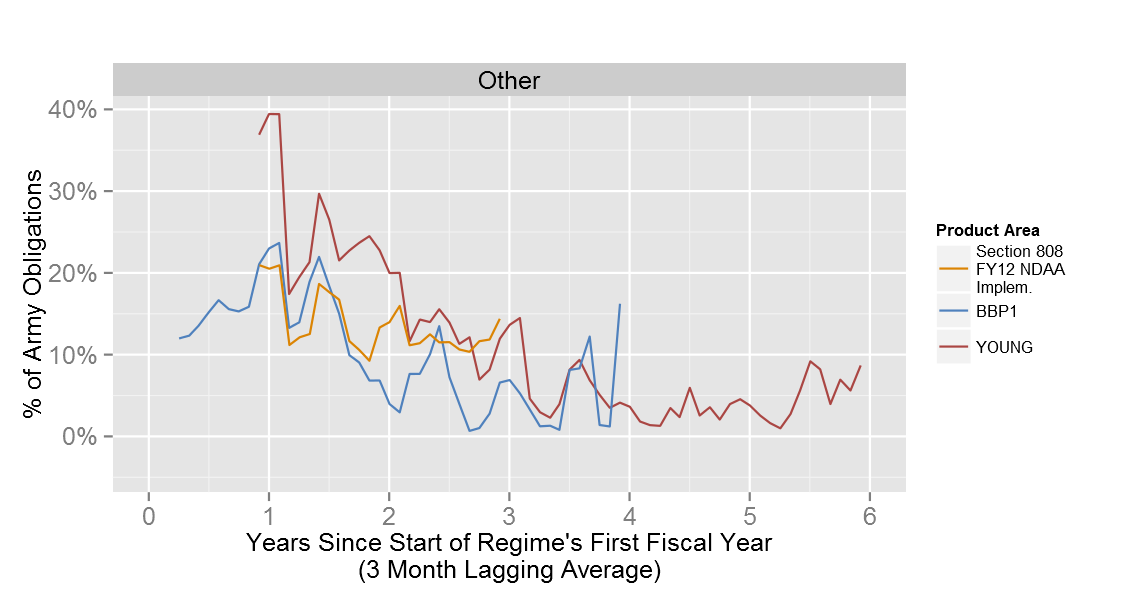 Other
40%
30%
20%
10%
0%
% of Army Obligations
0 1 2 3 4 5 6
Years Since Start of Regime's First Fiscal Year
(3 Month Lagging Average)
Product Area
Section 808
FY12 NDAA
Implem.
BBP1
YOUNG